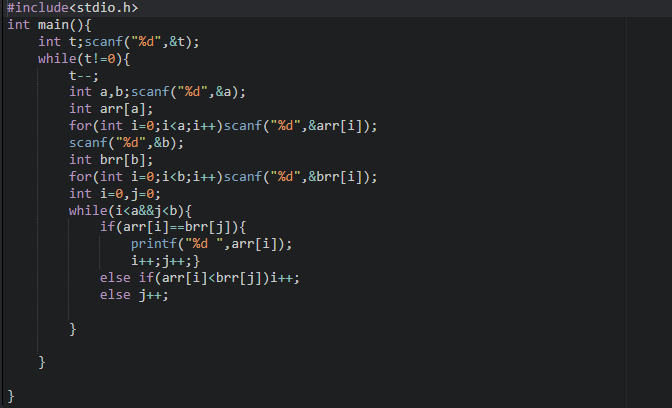 #include<stdio.h>
int main(){
    int t;scanf("%d",&t);
    while(t!=0){
        t--;
        int a,b;scanf("%d",&a);
        int arr[a];
        for(int i=0;i<a;i++)scanf("%d",&arr[i]);
        scanf("%d",&b);
        int brr[b];
        for(int i=0;i<b;i++)scanf("%d",&brr[i]);
        int i=0,j=0;
        while(i<a&&j<b){
            if(arr[i]==brr[j]){
                printf("%d ",arr[i]);
                i++;j++;}
            else if(arr[i]<brr[j])i++;
            else j++;
        }
    }
}